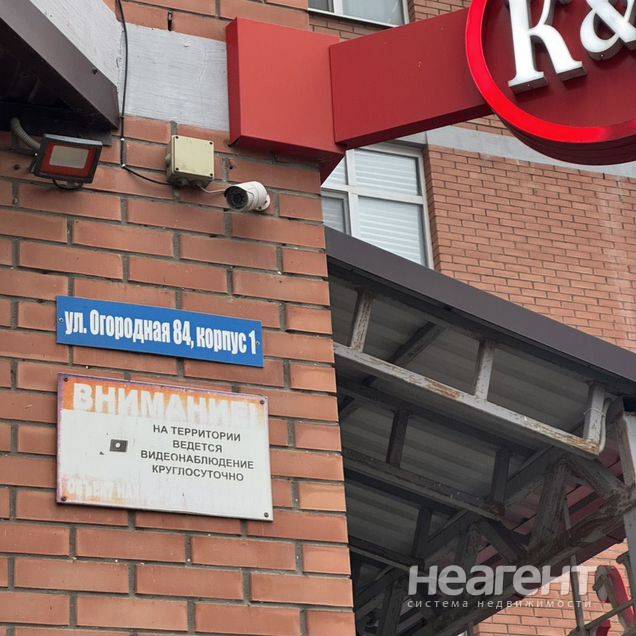 K&
ул. Огородная 84, корпус 1
ВНИМАНИЕ!
НА ТЕРРИТОРИИ
ВЕДЕТСЯ
ВИДЕОНАБЛЮДЕНИЕ
КРУГЛОСУТОЧНО
неагент
система недвижимости